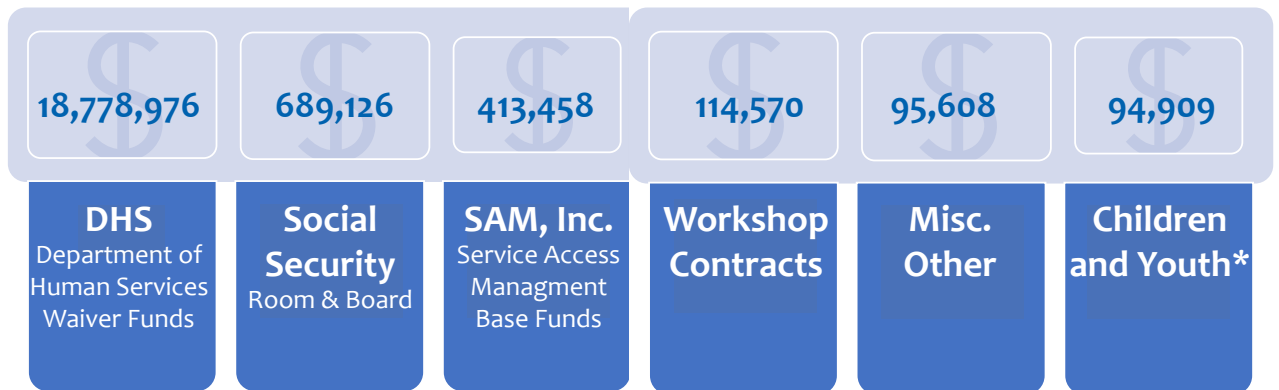 18,778,976
689,126
413,458
114,570
95,608
94,909
DHS
Department of
Human Services
Waiver Funds
Social
Security
Room & Board
SAM, Inc.
Service Access
Managment
Base Funds
Workshop
Contracts
Misc.
Other
Children
and Youth*